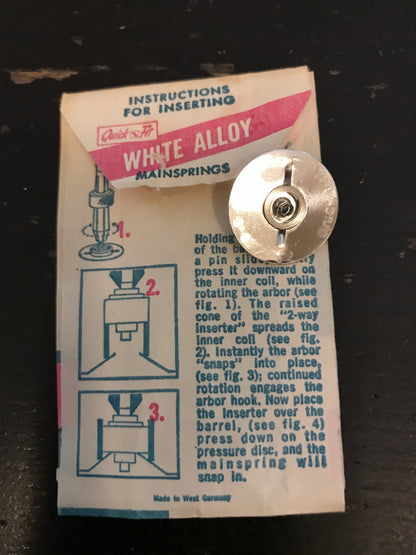 INSTRUCTIONS
FOR INSERTING
Quick Fit
WHITE ALLOY
MAINSPRINGS
1.
2.
3.
Holding
of the
a pin
press it downward on
the inner coil, while
rotating the arbor (see
fig. 1). The raised
cone of the "2-way
inserter" spreads the
inner coil (see fig.
2). Instantly the arbor
"snaps" into place,
(see fig. 3); continued
rotation engages the
arbor hook. Now place
the Inserter over the
barrel, (see fig. 4)
press down on the
pressure disc, and the
mainspring will
snap in.
Made in West Germany